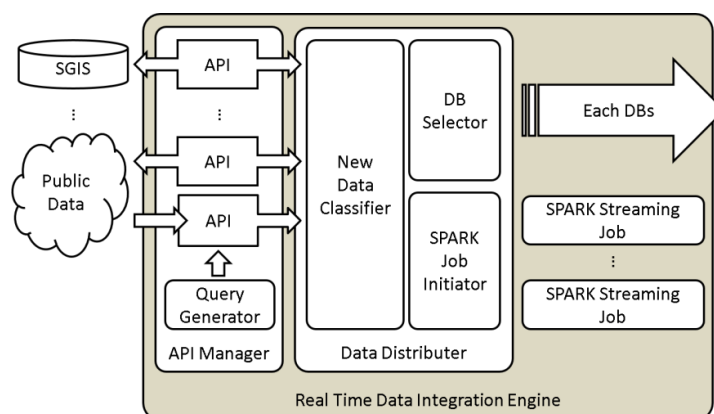 SGIS
⋮
Public
Data
API
⋮
API
API
Query
Generator
API Manager
New
Data
Classifier
DB
Selector
SPARK
Job
Initiator
Data Distributer
Each DBs
SPARK Streaming
Job
⋮
SPARK Streaming
Job
Real Time Data Integration Engine